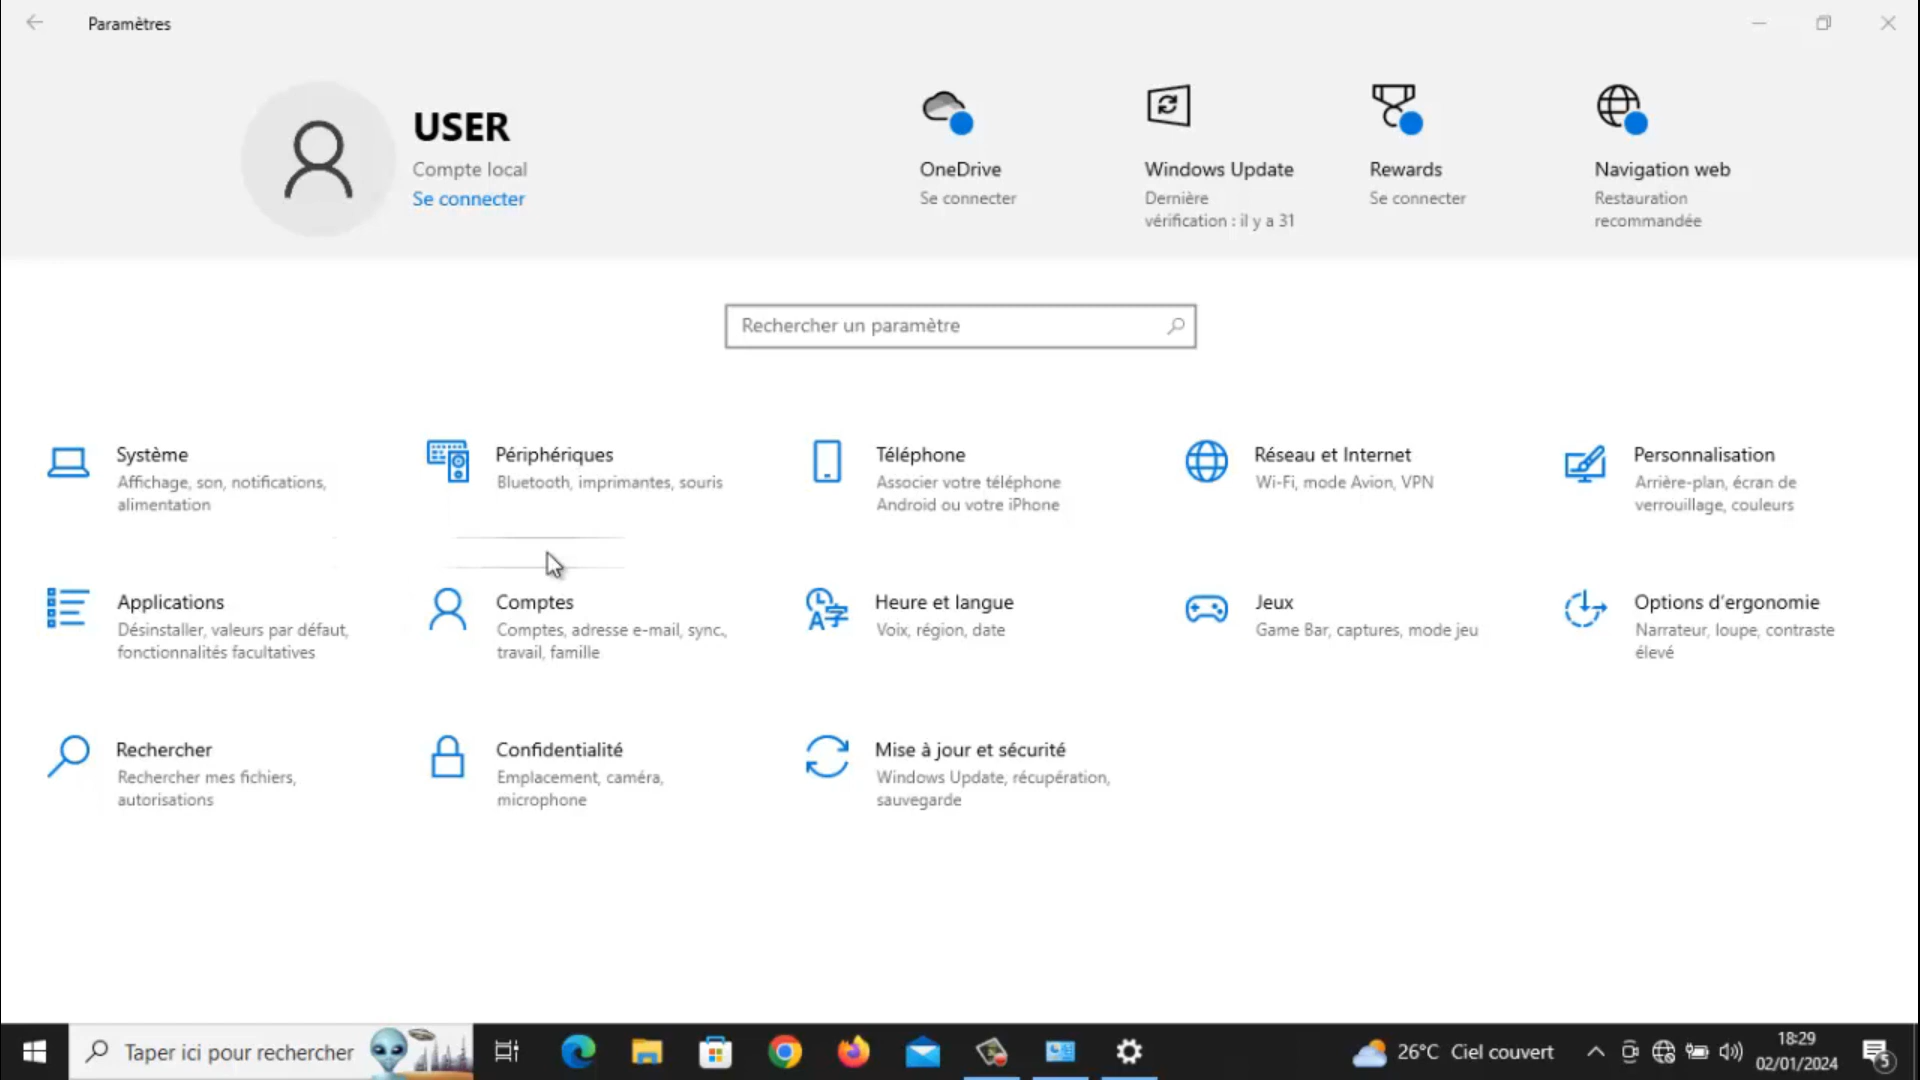 Paramètres
USER
Compte local
Se connecter
OneDrive
Se connecter
Windows Update
Dernière
vérification : il y a 31
Rewards
Se connecter
Navigation web
Restauration
recommandée
Rechercher un paramètre
Système
Affichage, son, notifications,
alimentation
Périphériques
Bluetooth, imprimantes, souris
Téléphone
Associer votre téléphone
Android ou votre iPhone
Réseau et Internet
Wi-Fi, mode Avion, VPN
Personnalisation
Arrière-plan, écran de
verrouillage, couleurs
Applications
Désinstaller, valeurs par défaut,
fonctionnalités facultatives
Comptes
Comptes, adresse e-mail, sync.,
travail, famille
Heure et langue
Voix, région, date
Jeux
Game Bar, captures, mode jeu
Options d'ergonomie
Narrateur, loupe, contraste
élevé
Rechercher
Rechercher mes fichiers,
autorisations
Confidentialité
Emplacement, caméra,
microphone
Mise à jour et sécurité
Windows Update, récupération,
sauvegarde
Taper ici pour rechercher
26°C Ciel couvert
18:29
02/01/2024
5